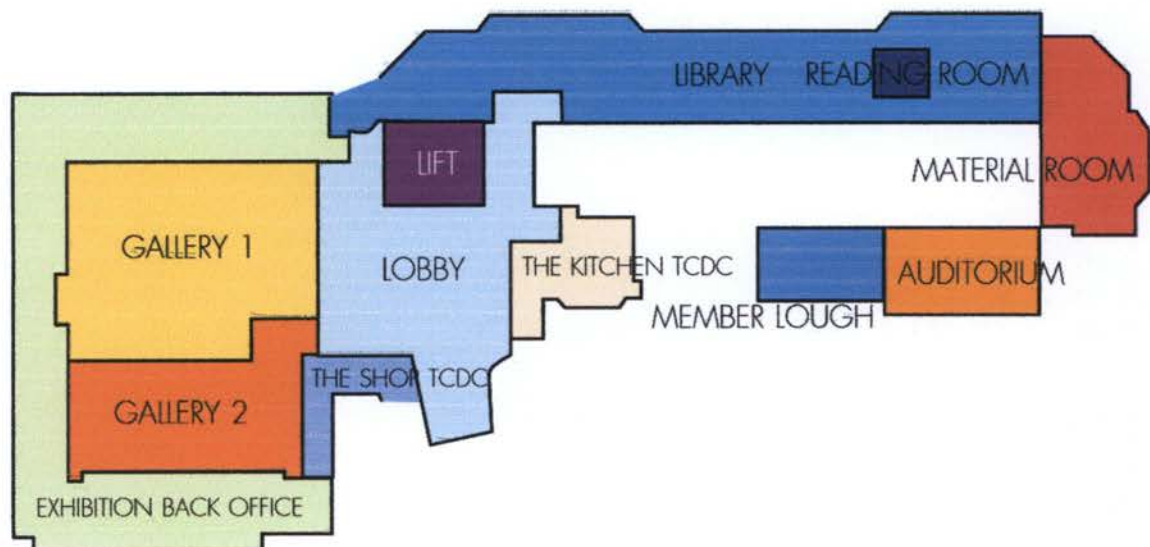 LIBRARY READING ROOM
LIFT
MATERIAL ROOM
GALLERY 1
LOBBY
THE KITCHEN TCDC
AUDITORIUM
MEMBER LOUGH
THE SHOP TCDC
GALLERY 2
EXHIBITION BACK OFFICE